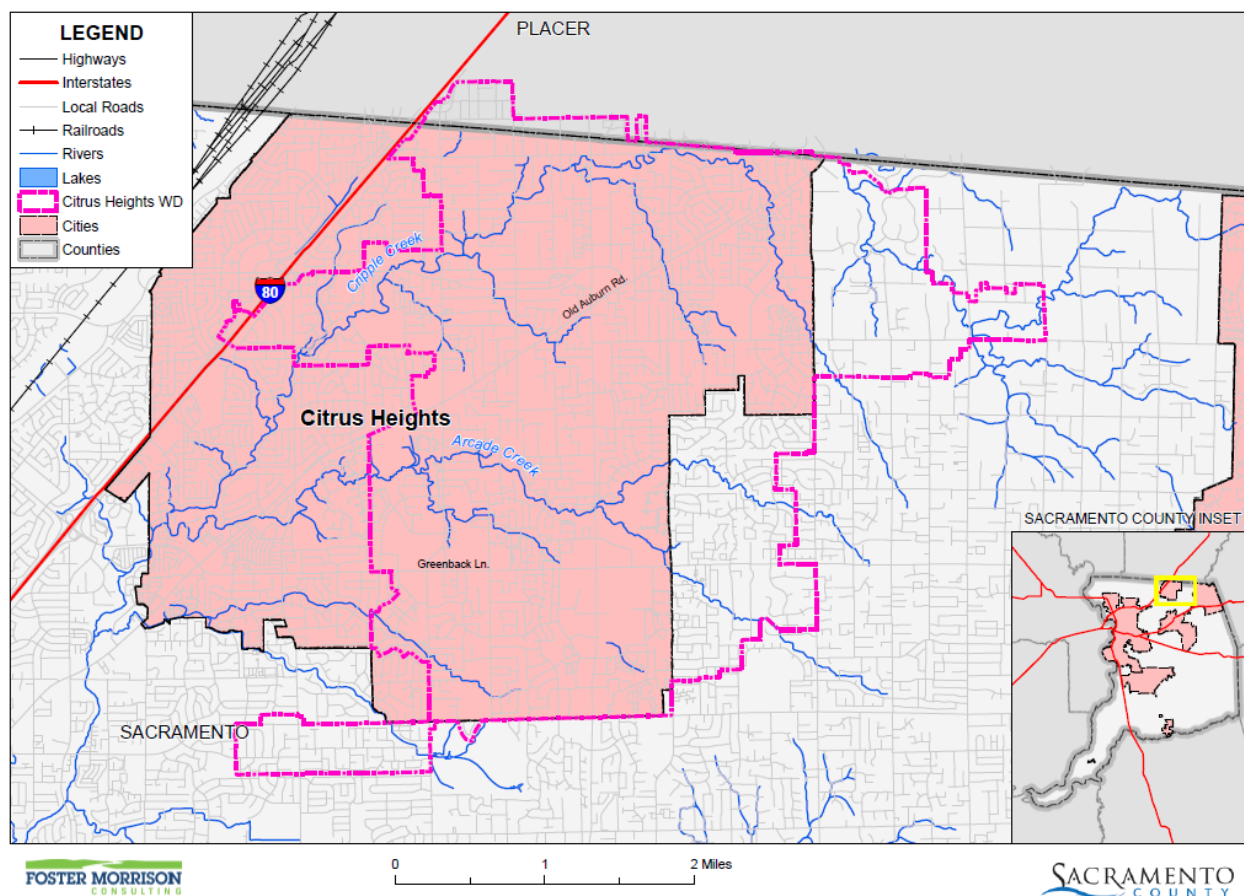 LEGEND
Highways
Interstates
Local Roads
Railroads
Rivers
Lakes
Citrus Heights WD
Cities
Counties
PLACER
80
Cripple Creek
Old Auburn Rd.
Citrus Heights
Arcade Creek
Greenback Ln.
SACRAMENTO
SACRAMENTO COUNTY INSET
FOSTER MORRISON
CONSULTING
0 1 2 Miles
SACRAMENTO
COUNTY